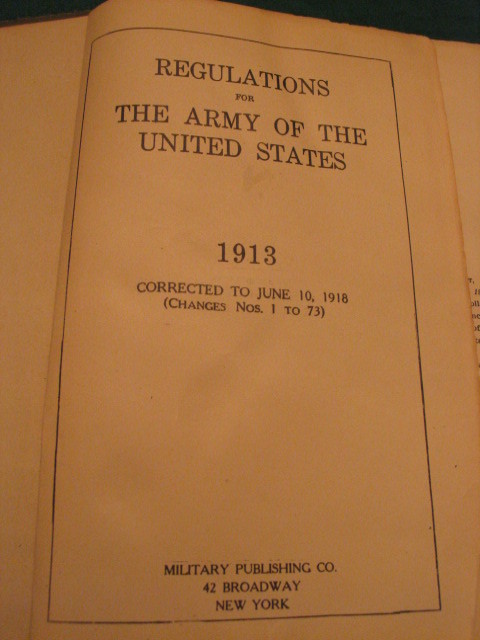 REGULATIONS
FOR
THE ARMY OF THE
UNITED STATES
1913
CORRECTED TO JUNE 10, 1918
(CHANGES NOS. 1 TO 73)
MILITARY PUBLISHING CO.
42 BROADWAY
NEW YORK